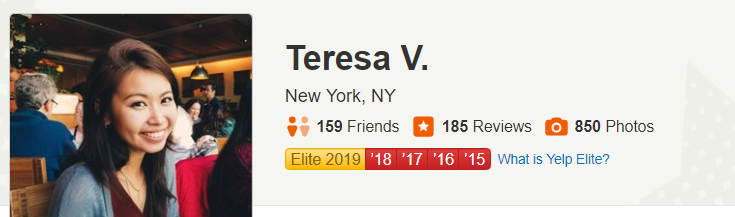 Teresa V.
New York, NY
159 Friends 185 Reviews 850 Photos
Elite 2019 '18 '17 '16 '15 What is Yelp Elite?